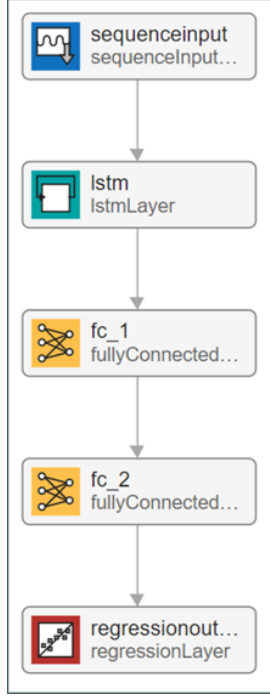 sequenceinput
sequenceInput...
lstm
lstmLayer
fc_1
fullyConnected...
fc_2
fullyConnected...
regressionout...
regressionLayer